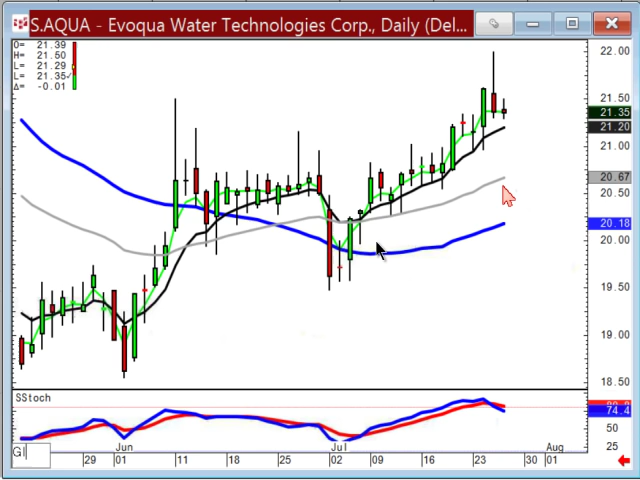 S.AQUA - Evoqua Water Technologies Corp., Daily (Del...
O= 21.39
H= 21.50
L= 21.29
L= 21.35
Δ= -0.01
22.00
21.50
21.35
21.20
20.67
20.50
20.18
20.00
19.50
19.00
18.50
SStoch
74.4
50
25
GI
Jun Jul Aug
29 01 11 18 25 02 09 16 23 30 01